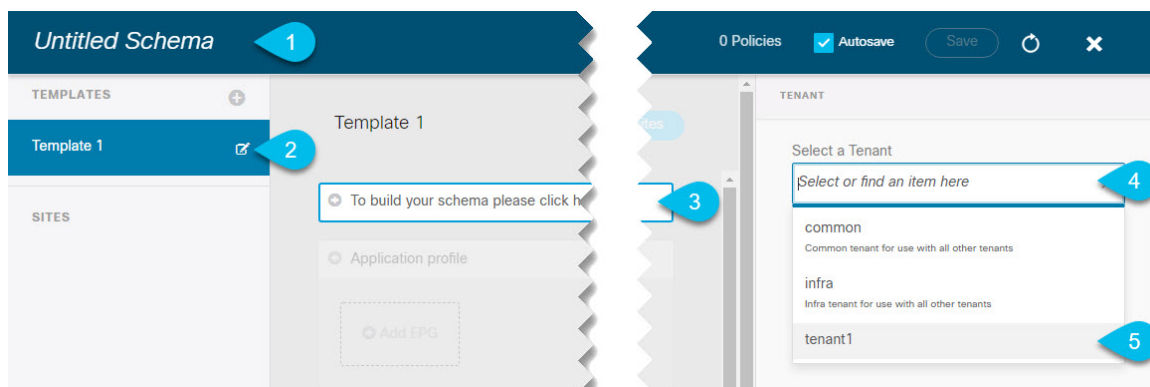 Untitled Schema
1
0 Policies
Autosave
Save
TEMPLATES
Template 1
2
SITES
Template 1
To build your schema please click h
3
Application profile
Add EPG
TENANT
Select a Tenant
Select or find an item here
4
common
Common tenant for use with all other tenants
infra
Infra tenant for use with all other tenants
tenant1
5